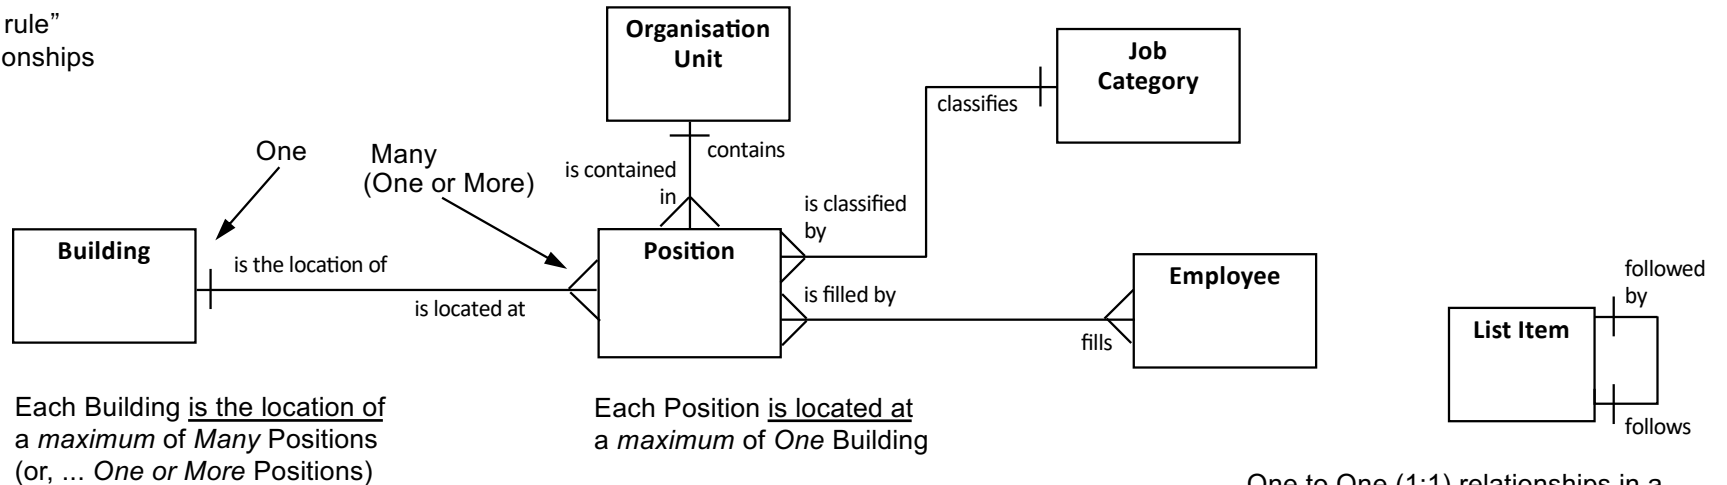 rule”
onships
Organisation
Unit
Job
Category
classifies
contains
is contained
in
One
Many
(One or More)
is classified
by
Building
is the location of
is located at
Position
is filled by
fills
Employee
followed
by
List Item
follows
Each Building is the location of
a maximum of Many Positions
(or, ... One or More Positions)
Each Position is located at
a maximum of One Building
One to One (1:1) relationships in a